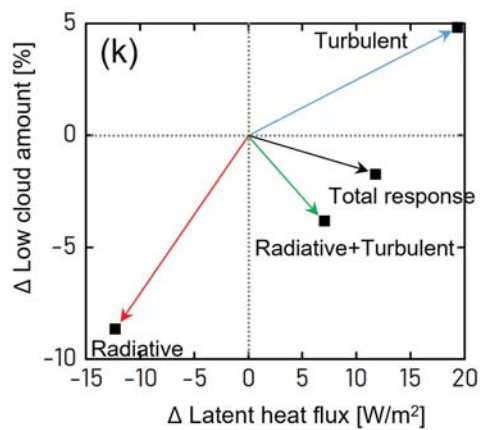 (k)
Turbulent
Total response
Radiative+Turbulent
Radiative
Δ Low cloud amount [%]
5
0
−5
−10
−15 −10 −5 0 5 10 15 20
Δ Latent heat flux [W/m²]